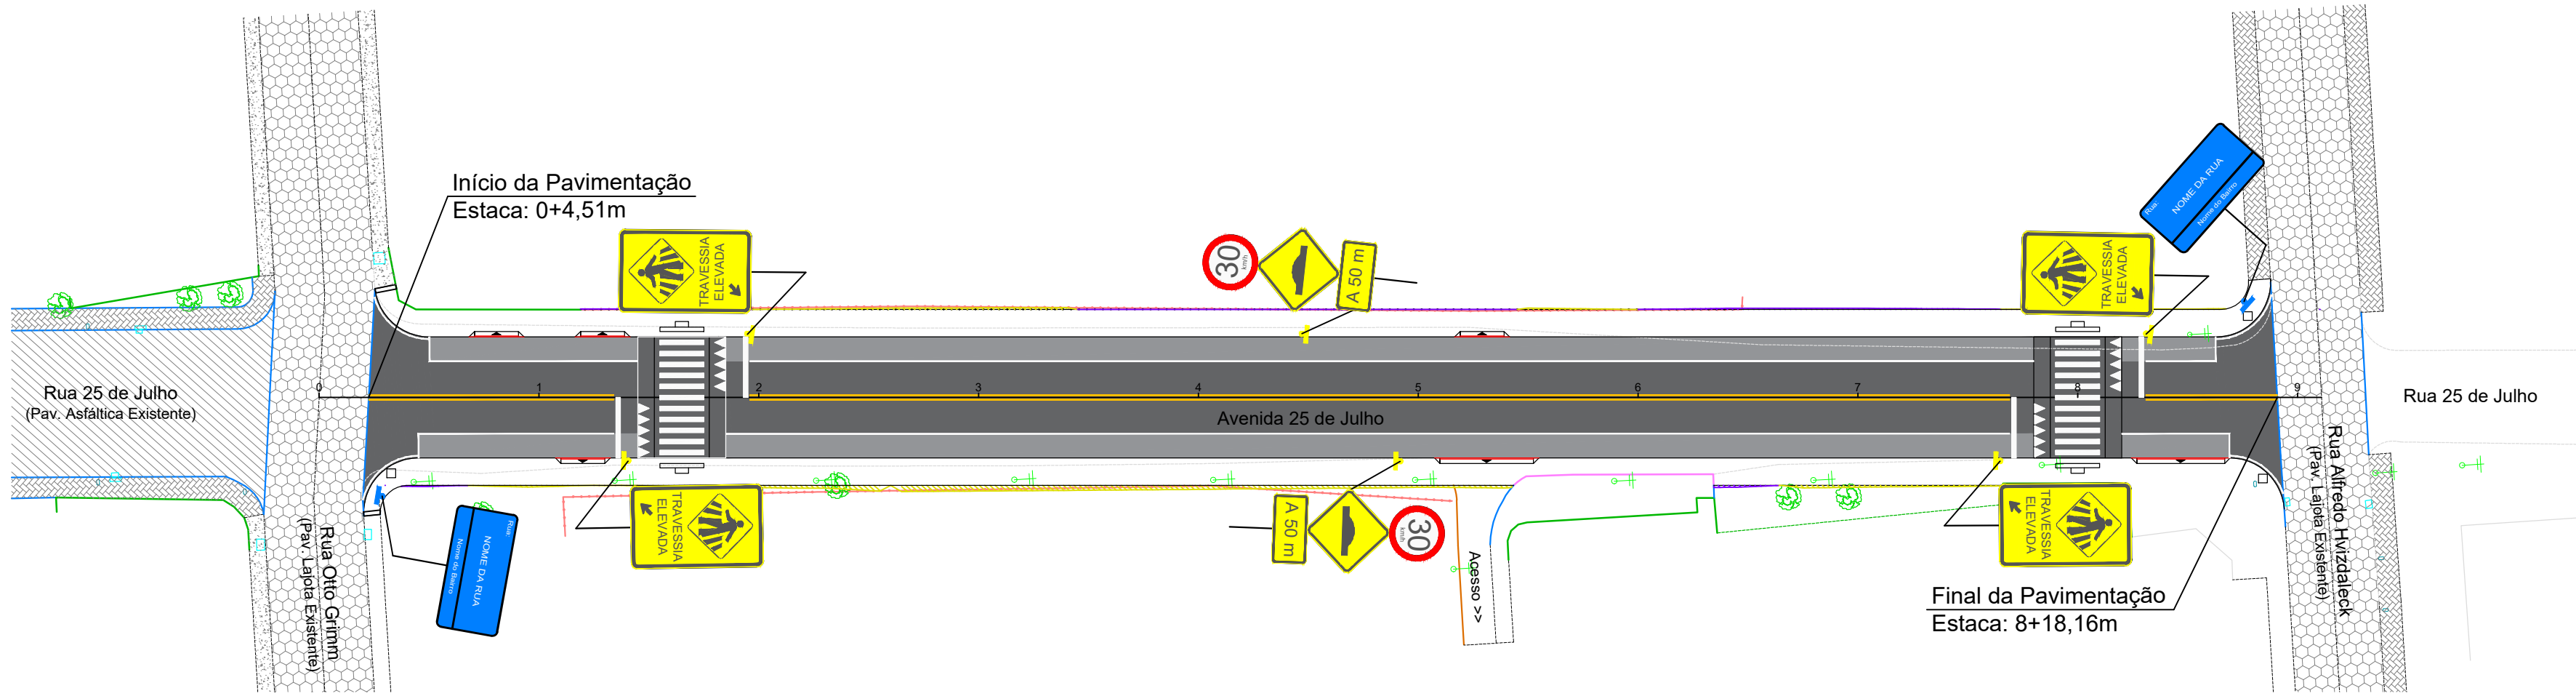 Início da Pavimentação
Estaca: 0+4,51m
TRAVESSIA
ELEVADA
30
km/h
A 50 m
TRAVESSIA
ELEVADA
Rua:
NOME DA RUA
Nome do Bairro
Rua 25 de Julho
(Pav. Asfáltica Existente)
0
1
2
3
4
5
6
7
8
9
Avenida 25 de Julho
Rua 25 de Julho
Rua Otto Grimm
(Pav. Lajota Existente)
Rua:
NOME DA RUA
Nome do Bairro
TRAVESSIA
ELEVADA
A 50 m
30
km/h
Acesso >>
TRAVESSIA
ELEVADA
Rua Alfredo Hvizdaleck
(Pav. Lajota Existente)
Final da Pavimentação
Estaca: 8+18,16m